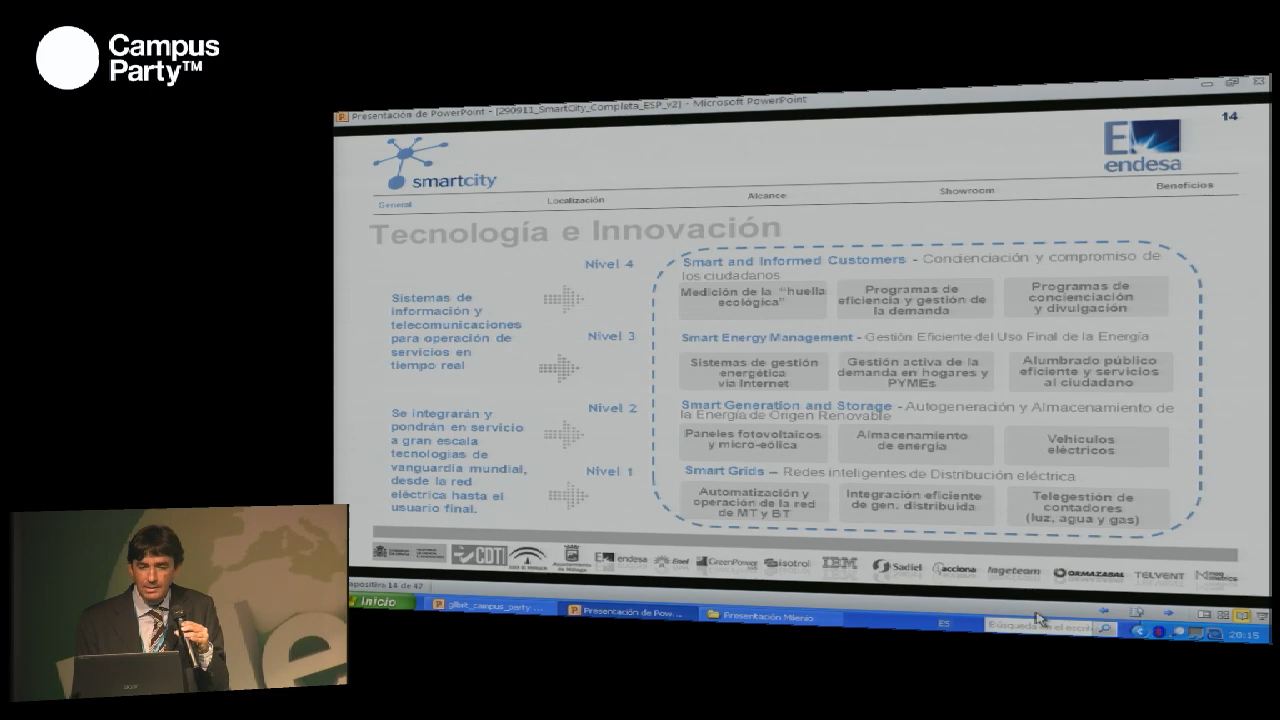 Campus
Party™
Presentación de PowerPoint - [290911_SmartCity_Completa_ESP_v2] - Microsoft PowerPoint
14
smartcity
endesa
General
Localización
Alcance
Showroom
Beneficios
Tecnología e Innovación
Sistemas de
información y
telecomunicaciones
para operación de
servicios en
tiempo real
Se integrarán y
pondrán en servicio
a gran escala
tecnologías de
vanguardia mundial,
desde la red
eléctrica hasta el
usuario final.
Nivel 4
Smart and Informed Customers - Concienciación y compromiso de
los ciudadanos
Medición de la "huella
ecológica"
Programas de
eficiencia y gestión de
la demanda
Programas de
concienciación
y divulgación
Nivel 3
Smart Energy Management - Gestión Eficiente del Uso Final de la Energía
Sistemas de gestión
energética
vía Internet
Gestión activa de la
demanda en hogares y
PYMEs
Alumbrado público
eficiente y servicios
al ciudadano
Nivel 2
Smart Generation and Storage - Autogeneración y Almacenamiento de
la Energía de Origen Renovable
Paneles fotovoltaicos
y micro-eólica
Almacenamiento
de energía
Vehículos
eléctricos
Nivel 1
Smart Grids – Redes inteligentes de Distribución eléctrica
Automatización y
operación de la red
de MT y BT
Integración eficiente
de gen. distribuida
Telegestión de
contadores
(luz, agua y gas)
CDTI
endesa
Enel
GreenPower
isotrol
IBM
Sadiel
acciona
Ingeteam
ORMAZABAL
TELVENT
de 47
Inicio
glbrit_campus_party ...
Presentación de Pow...
Presentación Milenio
ES
Búsqueda en el escrit
20:15